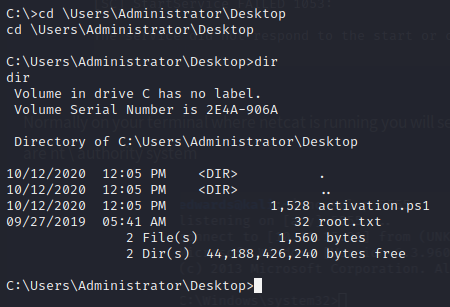 C:\>cd \Users\Administrator\Desktop
cd \Users\Administrator\Desktop
C:\Users\Administrator\Desktop>dir
dir
 Volume in drive C has no label.
 Volume Serial Number is 2E4A-906A
 Directory of C:\Users\Administrator\Desktop
10/12/2020  12:05 PM    <DIR>          .
10/12/2020  12:05 PM    <DIR>          ..
10/12/2020  12:05 PM             1,528 activation.ps1
09/27/2019  05:41 AM                32 root.txt
               2 File(s)          1,560 bytes
               2 Dir(s)  44,188,426,240 bytes free
C:\Users\Administrator\Desktop>